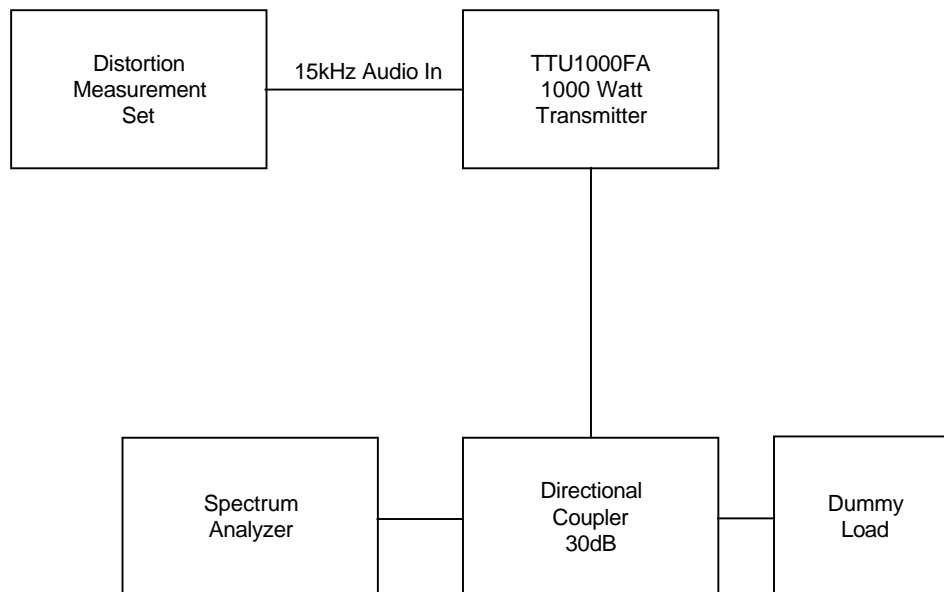 Distortion
Measurement
Set
15kHz Audio In
TTU1000FA
1000 Watt
Transmitter
Spectrum
Analyzer
Directional
Coupler
30dB
Dummy
Load